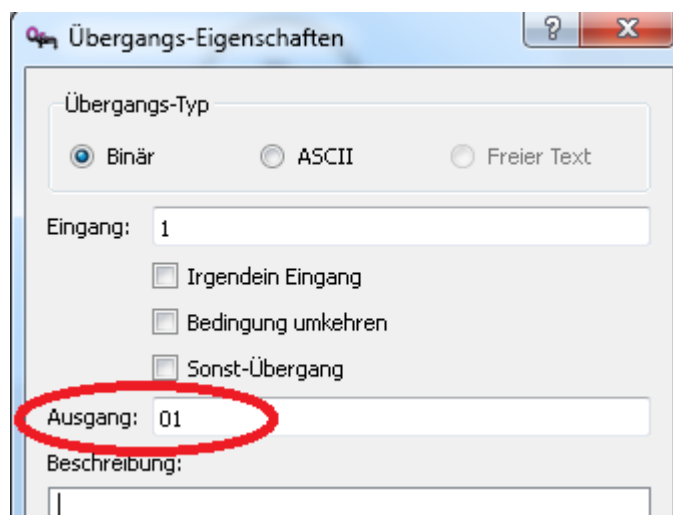 Übergangs-Eigenschaften
Übergangs-Typ
Binär ASCII Freier Text
Eingang: 1
Irgendein Eingang
Bedingung umkehren
Sonst-Übergang
Ausgang: 01
Beschreibung: